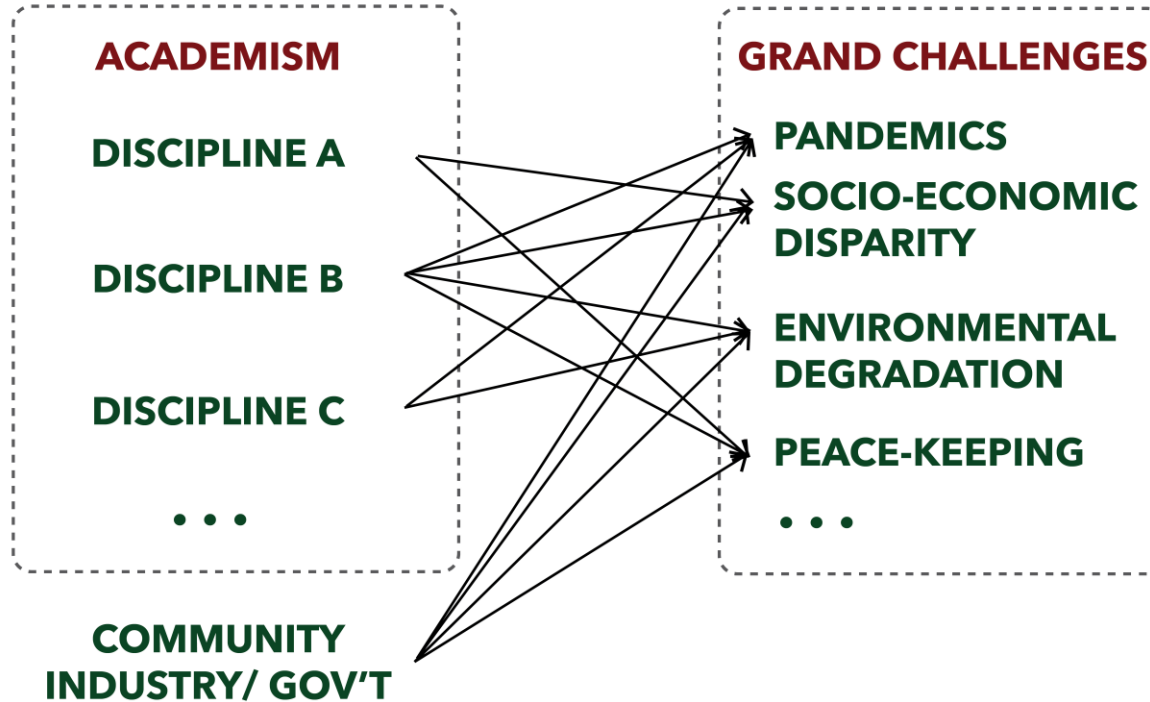 ACADEMISM
DISCIPLINE A
DISCIPLINE B
DISCIPLINE C
...
COMMUNITY
INDUSTRY/ GOV'T
GRAND CHALLENGES
PANDEMICS
SOCIO-ECONOMIC
DISPARITY
ENVIRONMENTAL
DEGRADATION
PEACE-KEEPING
...